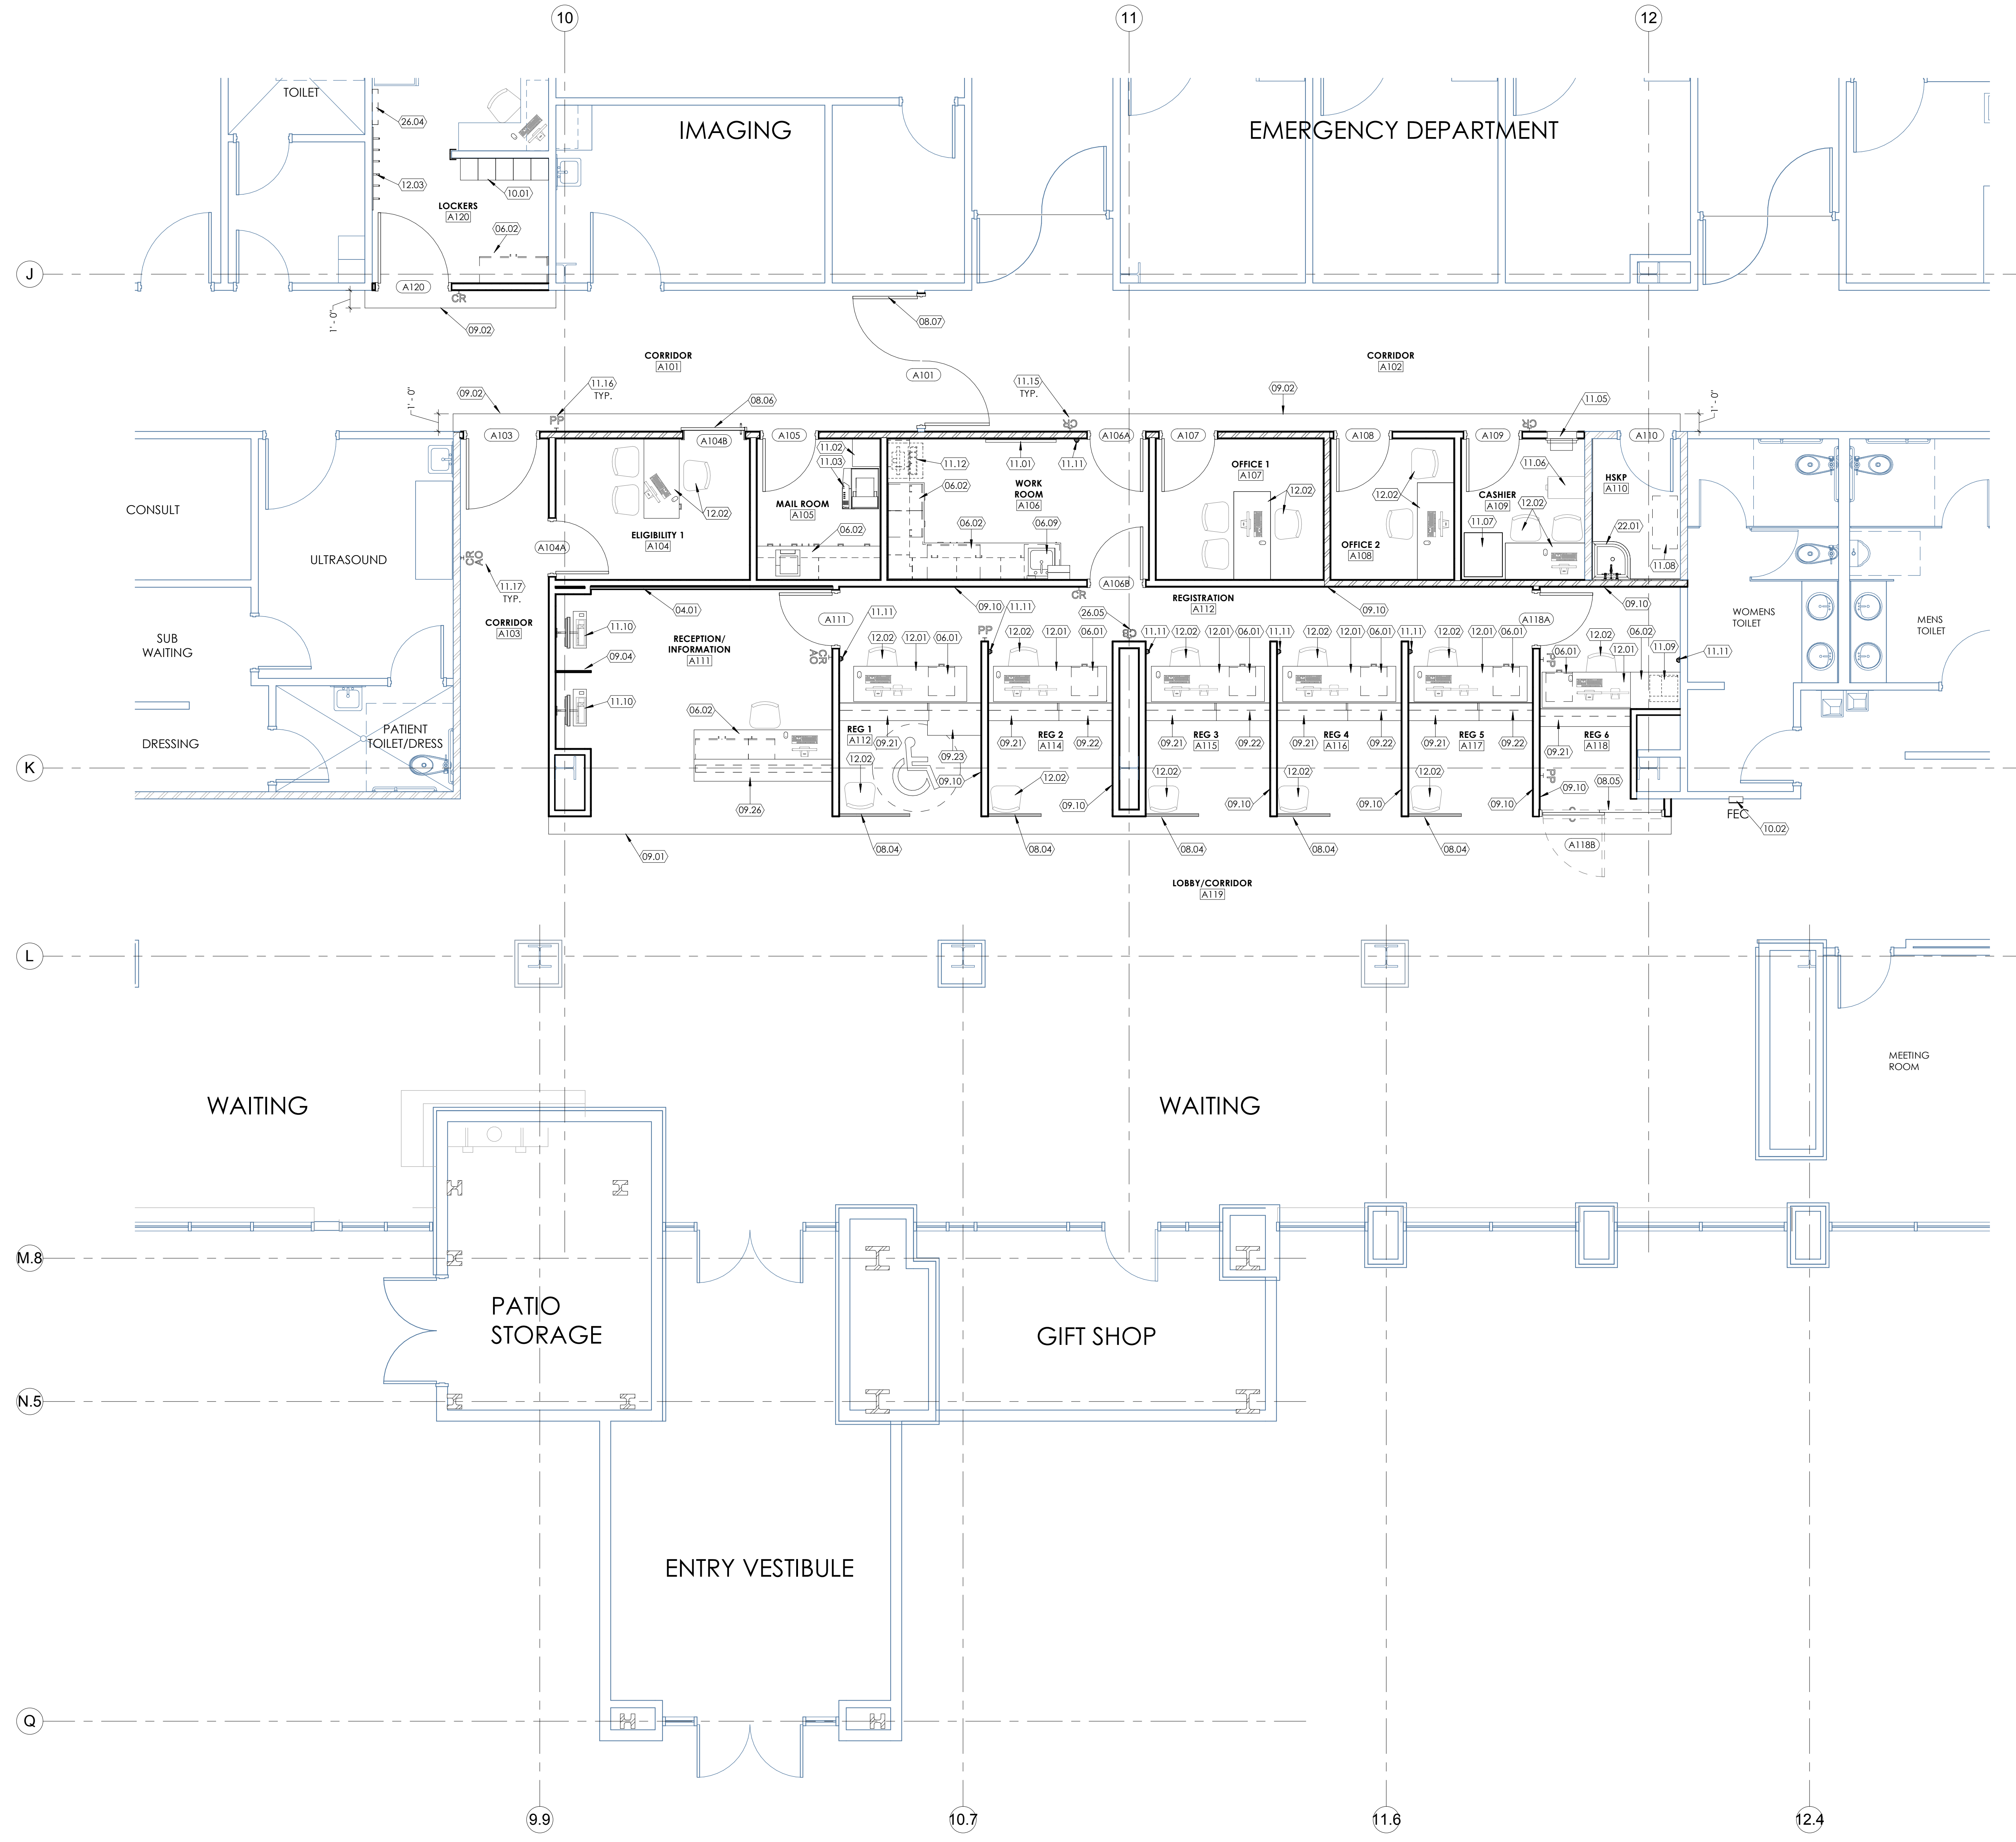 10
11
12
TOILET
26.04
IMAGING
EMERGENCY DEPARTMENT
12.03
10.01
LOCKERS
A120
06.02
J
A120
CR
1' - 0"
09.02
08.07
CORRIDOR
A101
CORRIDOR
A102
A101
11.16
TYP.
11.15
TYP.
09.02
1' - 0"
09.02
08.06
11.05
1' - 0"
PP
CR
CR
A103
A104B
A105
A106A
A107
A108
A109
A110
11.02
11.03
11.12
11.01
11.11
OFFICE 1
A107
11.06
HSKP
A110
06.02
WORK
ROOM
A106
12.02
12.02
CASHIER
A109
12.02
CONSULT
MAIL ROOM
A105
12.02
06.02
06.02
06.09
11.07
22.01
ELIGIBILITY 1
A104
A104A
OFFICE 2
A108
11.08
ULTRASOUND
CR
AO
11.17
TYP.
A106B
CR
04.01
09.10
11.11
26.05
REGISTRATION
A112
09.10
09.10
CORRIDOR
A103
11.10
RECEPTION/
INFORMATION
A111
A111
11.11
A118A
WOMENS
TOILET
MENS
TOILET
PP
CB
SUB
WAITING
09.04
CR
AO
12.02
12.01
06.01
12.02
12.01
06.01
11.11
12.02
12.01
06.01
11.11
12.02
12.01
06.01
11.11
12.02
12.01
06.01
12.02
06.02
12.01
11.09
11.11
PP
06.01
11.10
06.02
PATIENT
TOILET/DRESS
DRESSING
REG 1
A112
09.21
09.23
REG 2
A114
09.21
09.22
REG 3
A115
09.21
09.22
REG 4
A116
09.21
09.22
REG 5
A117
09.21
09.22
REG 6
A118
09.21
K
12.02
09.10
12.02
12.02
12.02
12.02
PP
09.26
09.10
09.10
09.10
09.10
09.10
08.05
FEC
10.02
09.01
08.04
08.04
08.04
08.04
08.04
A118B
LOBBY/CORRIDOR
A119
L
MEETING
ROOM
WAITING
WAITING
M.8
PATIO
STORAGE
GIFT SHOP
N.5
ENTRY VESTIBULE
Q
9.9
10.7
11.6
12.4